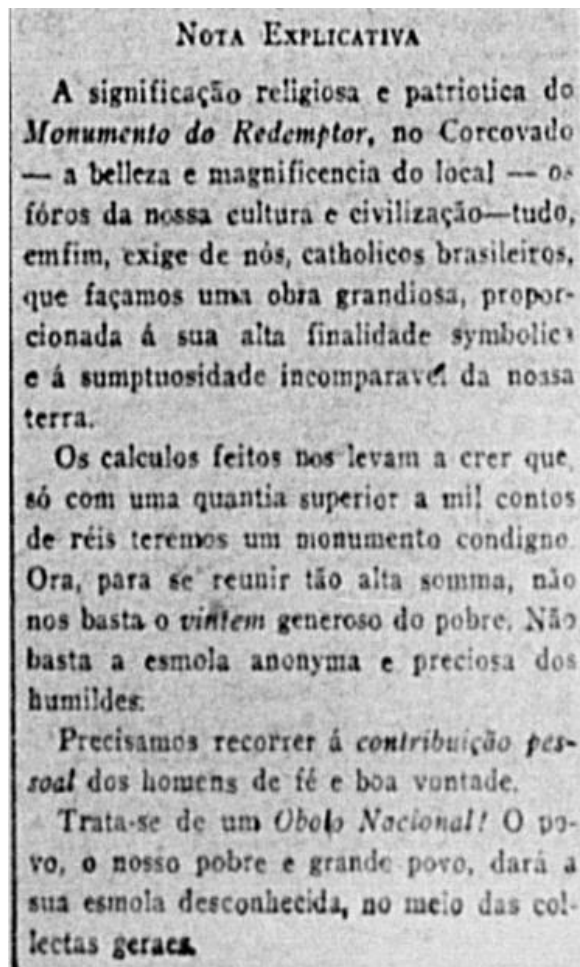 NOTA EXPLICATIVA
A significação religiosa e patriotica do
Monumento do Redemptor, no Corcovado
— a belleza e magnificencia do local — os
fóros da nossa cultura e civilização—tudo,
emfim, exige de nós, catholicos brasileiros,
que façamos uma obra grandiosa, propor-
cionada á sua alta finalidade symbolica
e á sumptuosidade incomparavel da nossa
terra.
Os calculos feitos nos levam a crer que,
só com uma quantia superior a mil contos
de réis teremos um monumento condigno.
Ora, para se reunir tão alta somma, não
nos basta o vintem generoso do pobre. Não
basta a esmola anonyma e preciosa dos
humildes.
Precisamos recorrer á contribuição pes-
soal dos homens de fé e boa vontade.
Trata-se de um Obolo Nacional! O po-
vo, o nosso pobre e grande povo, dará a
sua esmola desconhecida, no meio das col-
lectas geraes.